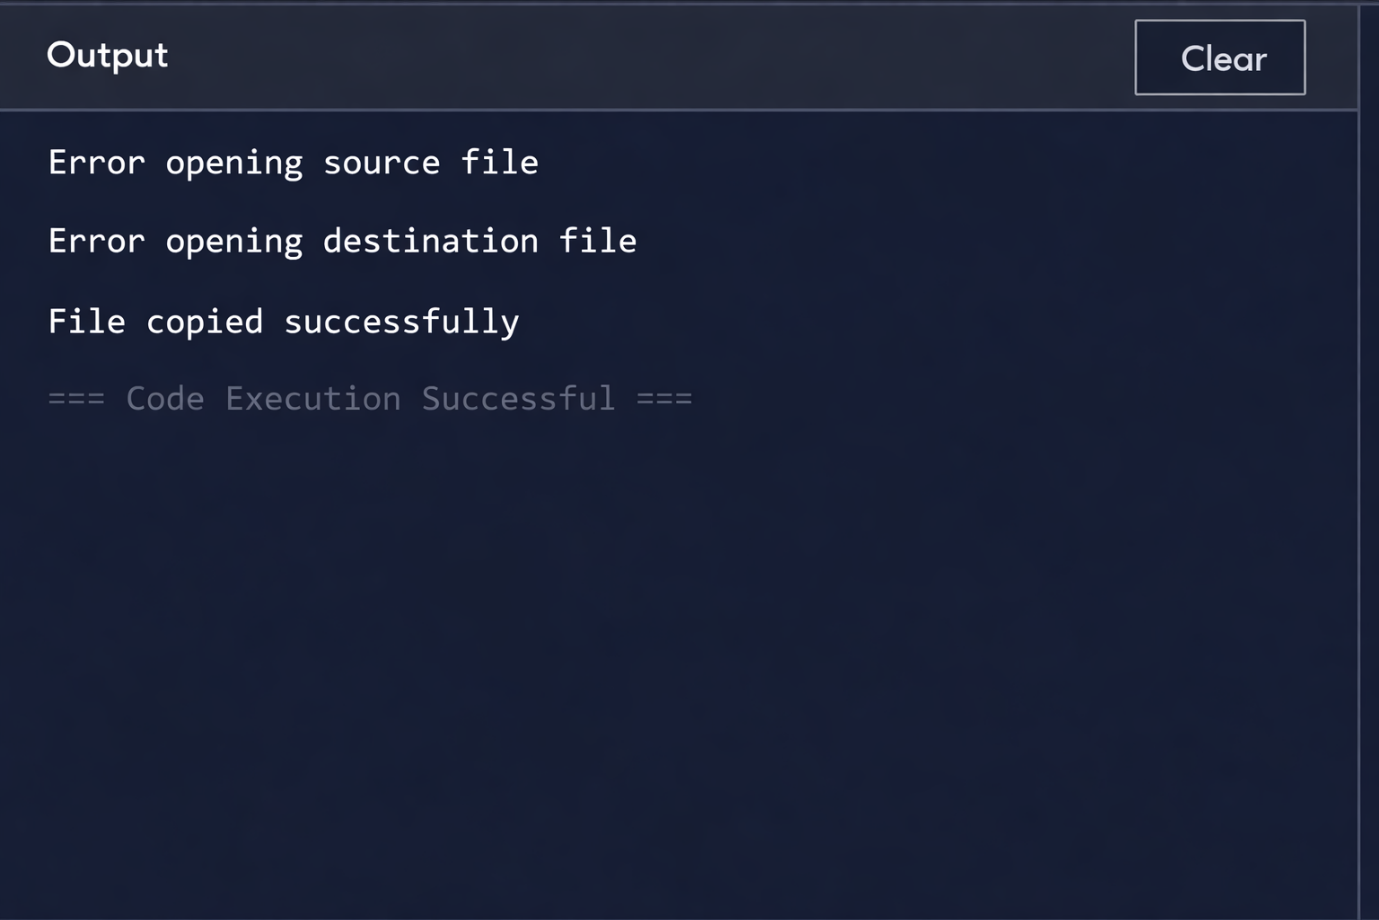 Output
Clear
Error opening source file
Error opening destination file
File copied successfully
=== Code Execution Successful ===